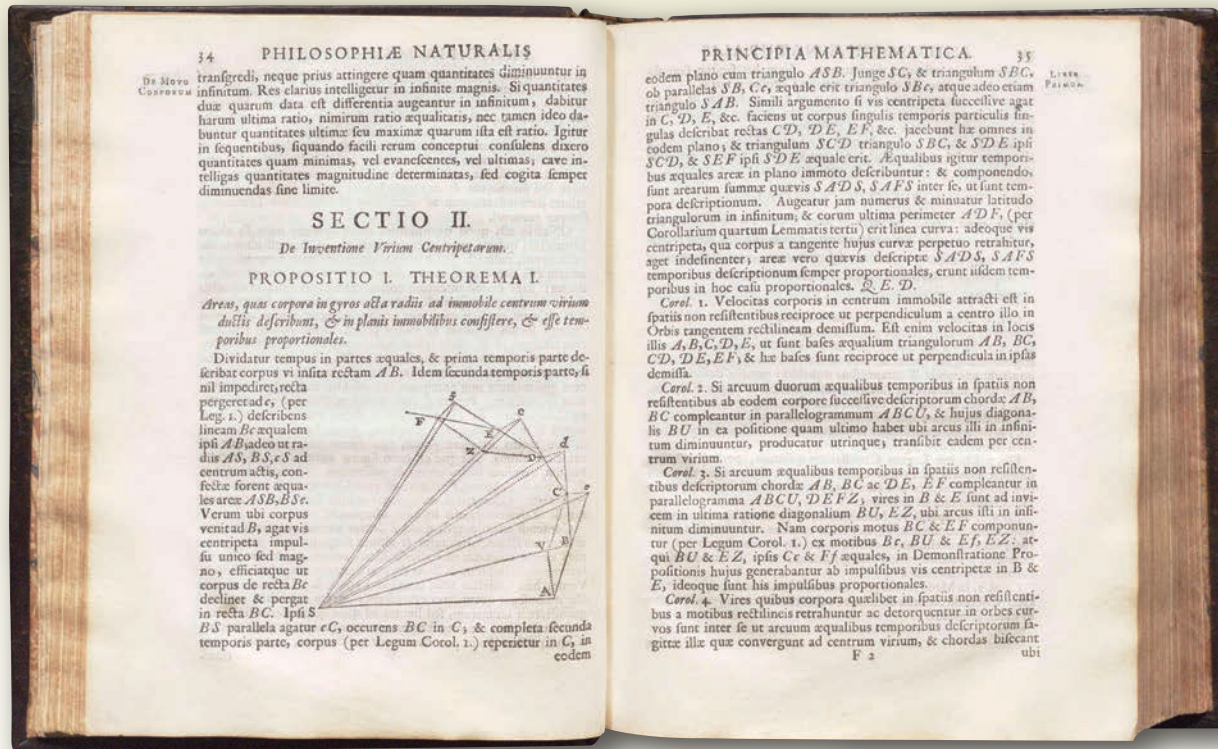 34 PHILOSOPHIÆ NATURALIS
De Motu
Corporum
tranſgredi, neque prius attingere quam quantitates diminuuntur in
infinitum. Res clarius intelligetur in infinite magnis. Si quantitates
duæ quarum data eſt differentia augeantur in infinitum, dabitur
harum ultima ratio, nimirum ratio æqualitatis, nec tamen ideo da-
buntur quantitates ultimæ ſeu maximæ quarum iſta eſt ratio. Igitur
in ſequentibus, ſiquando facili rerum conceptui conſulens dixero
quantitates quam minimas, vel evaneſcentes, vel ultimas; cave in-
telligas quantitates magnitudine determinatas, ſed cogita ſemper
diminuendas ſine limite.
SECTIO II.
De Inventione Virium Centripetarum.
PROPOSITIO I. THEOREMA I.
Areas, quas corpora in gyros acta radiis ad immobile centrum virium
ductis deſcribunt, & in planis immobilibus conſiſtere, & eſſe tem-
poribus proportionales.
Dividatur tempus in partes æquales, & prima temporis parte de-
ſcribat corpus vi inſita rectam AB. Idem ſecunda temporis parte, ſi
nil impediret, recta
pergeret ad c, (per
Leg. 1.) deſcribens
lineam Bc æqualem
ipſi AB, adeo ut ra-
diis AS, BS, cS ad
centrum actis, con-
fectæ forent æqua-
les areæ ASB, BSc.
Verum ubi corpus
venit ad B, agat vis
centripeta impul-
ſu unico ſed mag-
no, efficiatque ut
corpus de recta Bc
declinet & pergat
in recta BC. Ipſi
BS parallela agatur cC, occurens BC in C, & completa ſecunda
temporis parte, corpus (per Legum Corol. 1.) reperietur in C, in
eodem
S
F
E
e
Z
D
d
C
c
V
B
A
S
PRINCIPIA MATHEMATICA. 35
Liber
Primus.
eodem plano cum triangulo ASB. Junge SC, & triangulum SBC,
ob parallelas SB, Cc, æquale erit triangulo SBc, atque adeo etiam
triangulo SAB. Simili argumento ſi vis centripeta ſucceſſive agat
in C, D, E, &c. faciens ut corpus ſingulis temporis particulis ſin-
gulas deſcribat rectas CD, DE, EF, &c. jacebunt hæ omnes in
eodem plano; & triangulum SCD triangulo SBC, & SDE ipſi
SCD, & SEF ipſi SDE æquale erit. Æqualibus igitur tempori-
bus æquales areæ in plano immoto deſcribuntur: & componendo,
ſunt arearum ſummæ quævis SADS, SAFS inter ſe, ut ſunt tem-
pora deſcriptionum. Augeatur jam numerus & minuatur latitudo
triangulorum in infinitum; & eorum ultima perimeter ADF, (per
Corollarium quartum Lemmatis tertii) erit linea curva: adeoque vis
centripeta, qua corpus a tangente hujus curvæ perpetuo retrahitur,
aget indeſinenter; areæ vero quævis deſcriptæ SADS, SAFS
temporibus deſcriptionum ſemper proportionales, erunt iiſdem tem-
poribus in hoc caſu proportionales. Q. E. D.
Corol. 1. Velocitas corporis in centrum immobile attracti eſt in
ſpatiis non reſiſtentibus reciproce ut perpendiculum a centro illo in
Orbis tangentem rectilineam demiſſum. Eſt enim velocitas in locis
illis A, B, C, D, E, ut ſunt baſes æqualium triangulorum AB, BC,
CD, DE, EF, & hæ baſes ſunt reciproce ut perpendicula in ipſas
demiſſa.
Corol. 2. Si arcuum duorum æqualibus temporibus in ſpatiis non
reſiſtentibus ab eodem corpore ſucceſſive deſcriptorum chordæ AB,
BC compleantur in parallelogrammum ABCU, & hujus diagona-
lis BU in ea poſitione quam ultimo habet ubi arcus illi in infini-
tum diminuuntur, producatur utrinque; tranſibit eadem per cen-
trum virium.
Corol. 3. Si arcuum æqualibus temporibus in ſpatiis non reſiſten-
tibus deſcriptorum chordæ AB, BC ac DE, EF compleantur in
parallelogramma ABCU, DEFZ; vires in B & E ſunt ad invi-
cem in ultima ratione diagonalium BU, EZ, ubi arcus iſti in infi-
nitum diminuuntur. Nam corporis motus BC & EF componun-
tur (per Legum Corol. 1.) ex motibus Bc, BU & Ef, EZ: at-
qui BU & EZ, ipſis Cc & Ff æquales, in Demonſtratione Pro-
poſitionis hujus generabantur ab impulſibus vis centripetæ in B &
E, ideoque ſunt his impulſibus proportionales.
Corol. 4. Vires quibus corpora quælibet in ſpatiis non reſiſtenti-
bus a motibus rectilineis retrahuntur ac detorquentur in orbes cur-
vos ſunt inter ſe ut arcuum æqualibus temporibus deſcriptorum ſa-
gittæ illæ quæ convergunt ad centrum virium, & chordas biſecant
F 2 ubi